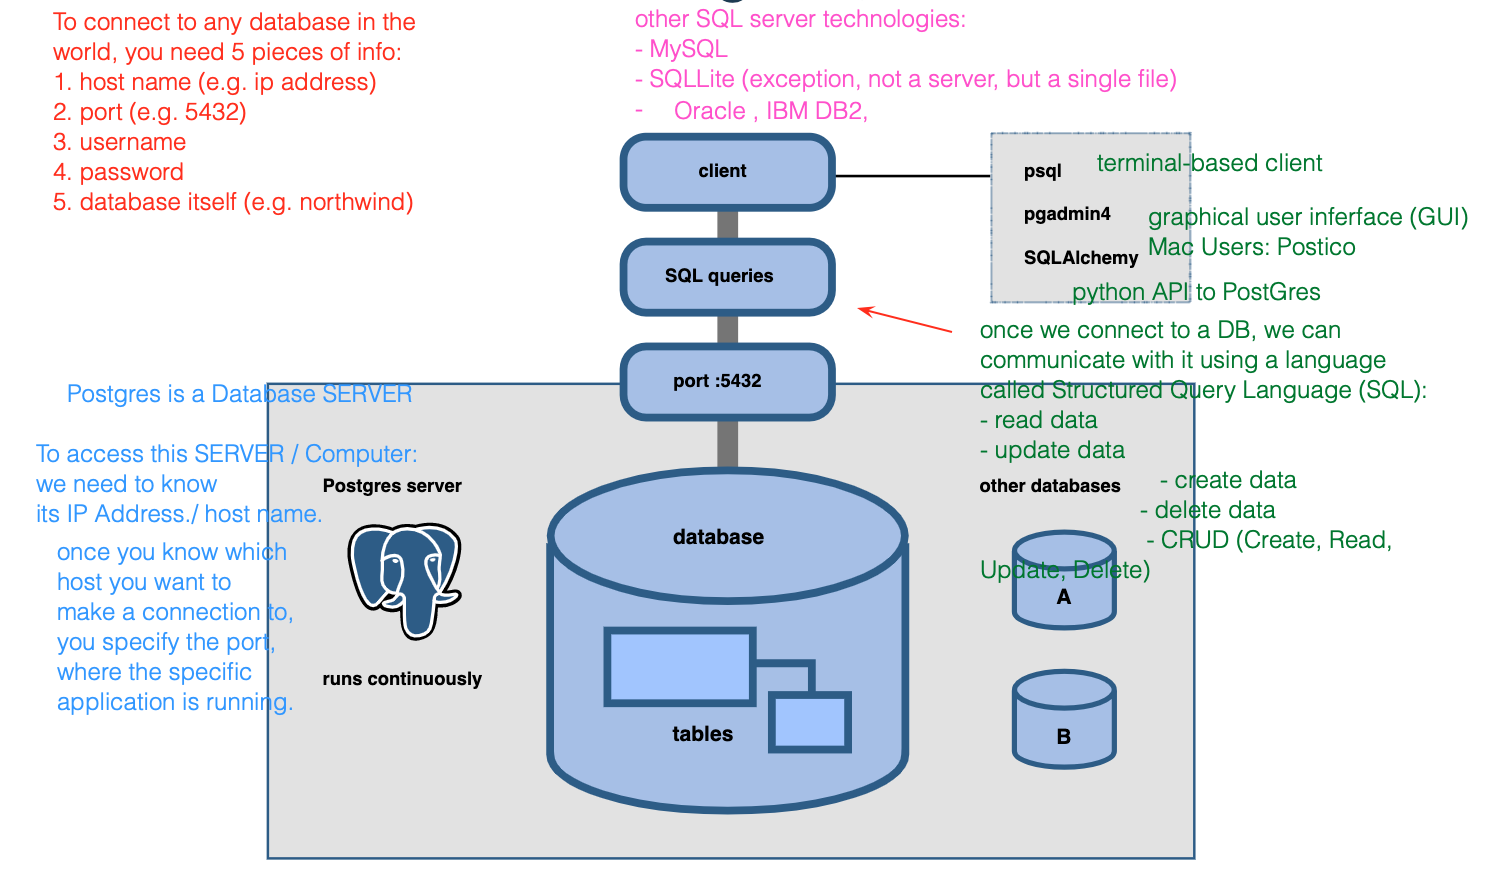 To connect to any database in the
world, you need 5 pieces of info:
1. host name (e.g. ip address)
2. port (e.g. 5432)
3. username
4. password
5. database itself (e.g. northwind)
other SQL server technologies:
- MySQL
- SQLLite (exception, not a server, but a single file)
- Oracle , IBM DB2,
client
psql
terminal-based client
pgadmin4
graphical user inferface (GUI)
Mac Users: Postico
SQLAlchemy
python API to PostGres
SQL queries
once we connect to a DB, we can
communicate with it using a language
called Structured Query Language (SQL):
- read data
- update data
- create data
- delete data
- CRUD (Create, Read,
Update, Delete)
port :5432
Postgres is a Database SERVER
To access this SERVER / Computer:
we need to know
its IP Address./ host name.
once you know which
host you want to
make a connection to,
you specify the port,
where the specific
application is running.
Postgres server
runs continuously
database
tables
other databases
A
B